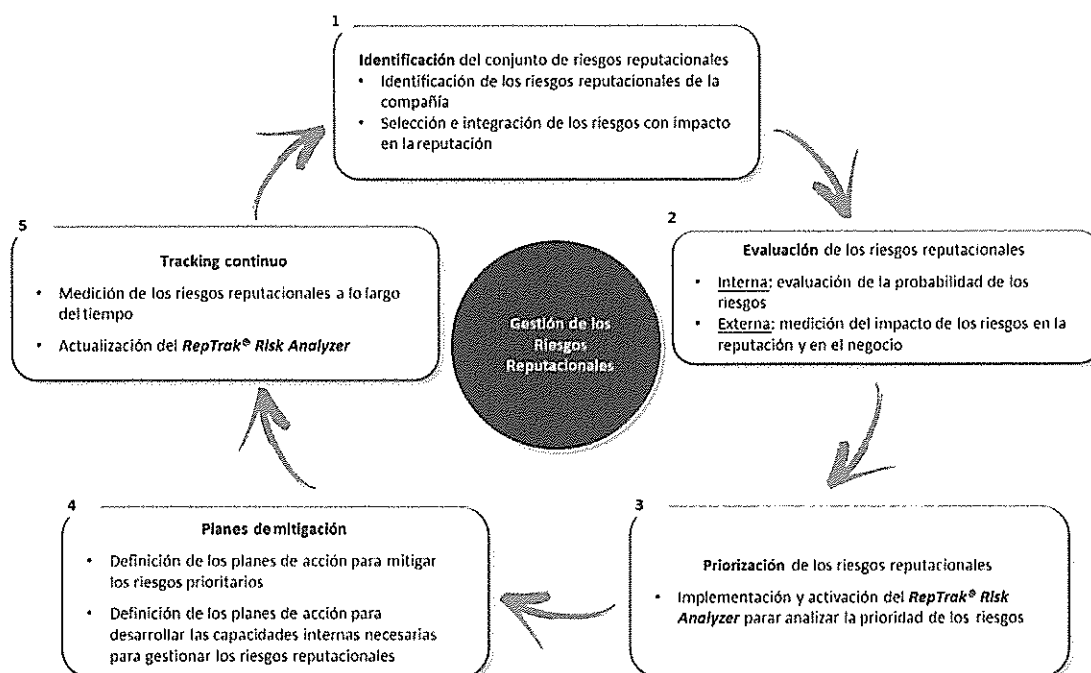 1
Identificación del conjunto de riesgos reputacionales
• Identificación de los riesgos reputacionales de la
compañía
• Selección e integración de los riesgos con impacto
en la reputación
2
Evaluación de los riesgos reputacionales
• Interna: evaluación de la probabilidad de los
riesgos
• Externa: medición del impacto de los riesgos en la
reputación y en el negocio
3
Priorización de los riesgos reputacionales
• Implementación y activación del RepTrak® Risk
Analyzer parar analizar la prioridad de los riesgos
4
Planes de mitigación
• Definición de los planes de acción para mitigar
los riesgos prioritarios
• Definición de los planes de acción para
desarrollar las capacidades internas necesarias
para gestionar los riesgos reputacionales
5
Tracking continuo
• Medición de los riesgos reputacionales a lo largo
del tiempo
• Actualización del RepTrak® Risk Analyzer
Gestión de los
Riesgos
Reputacionales